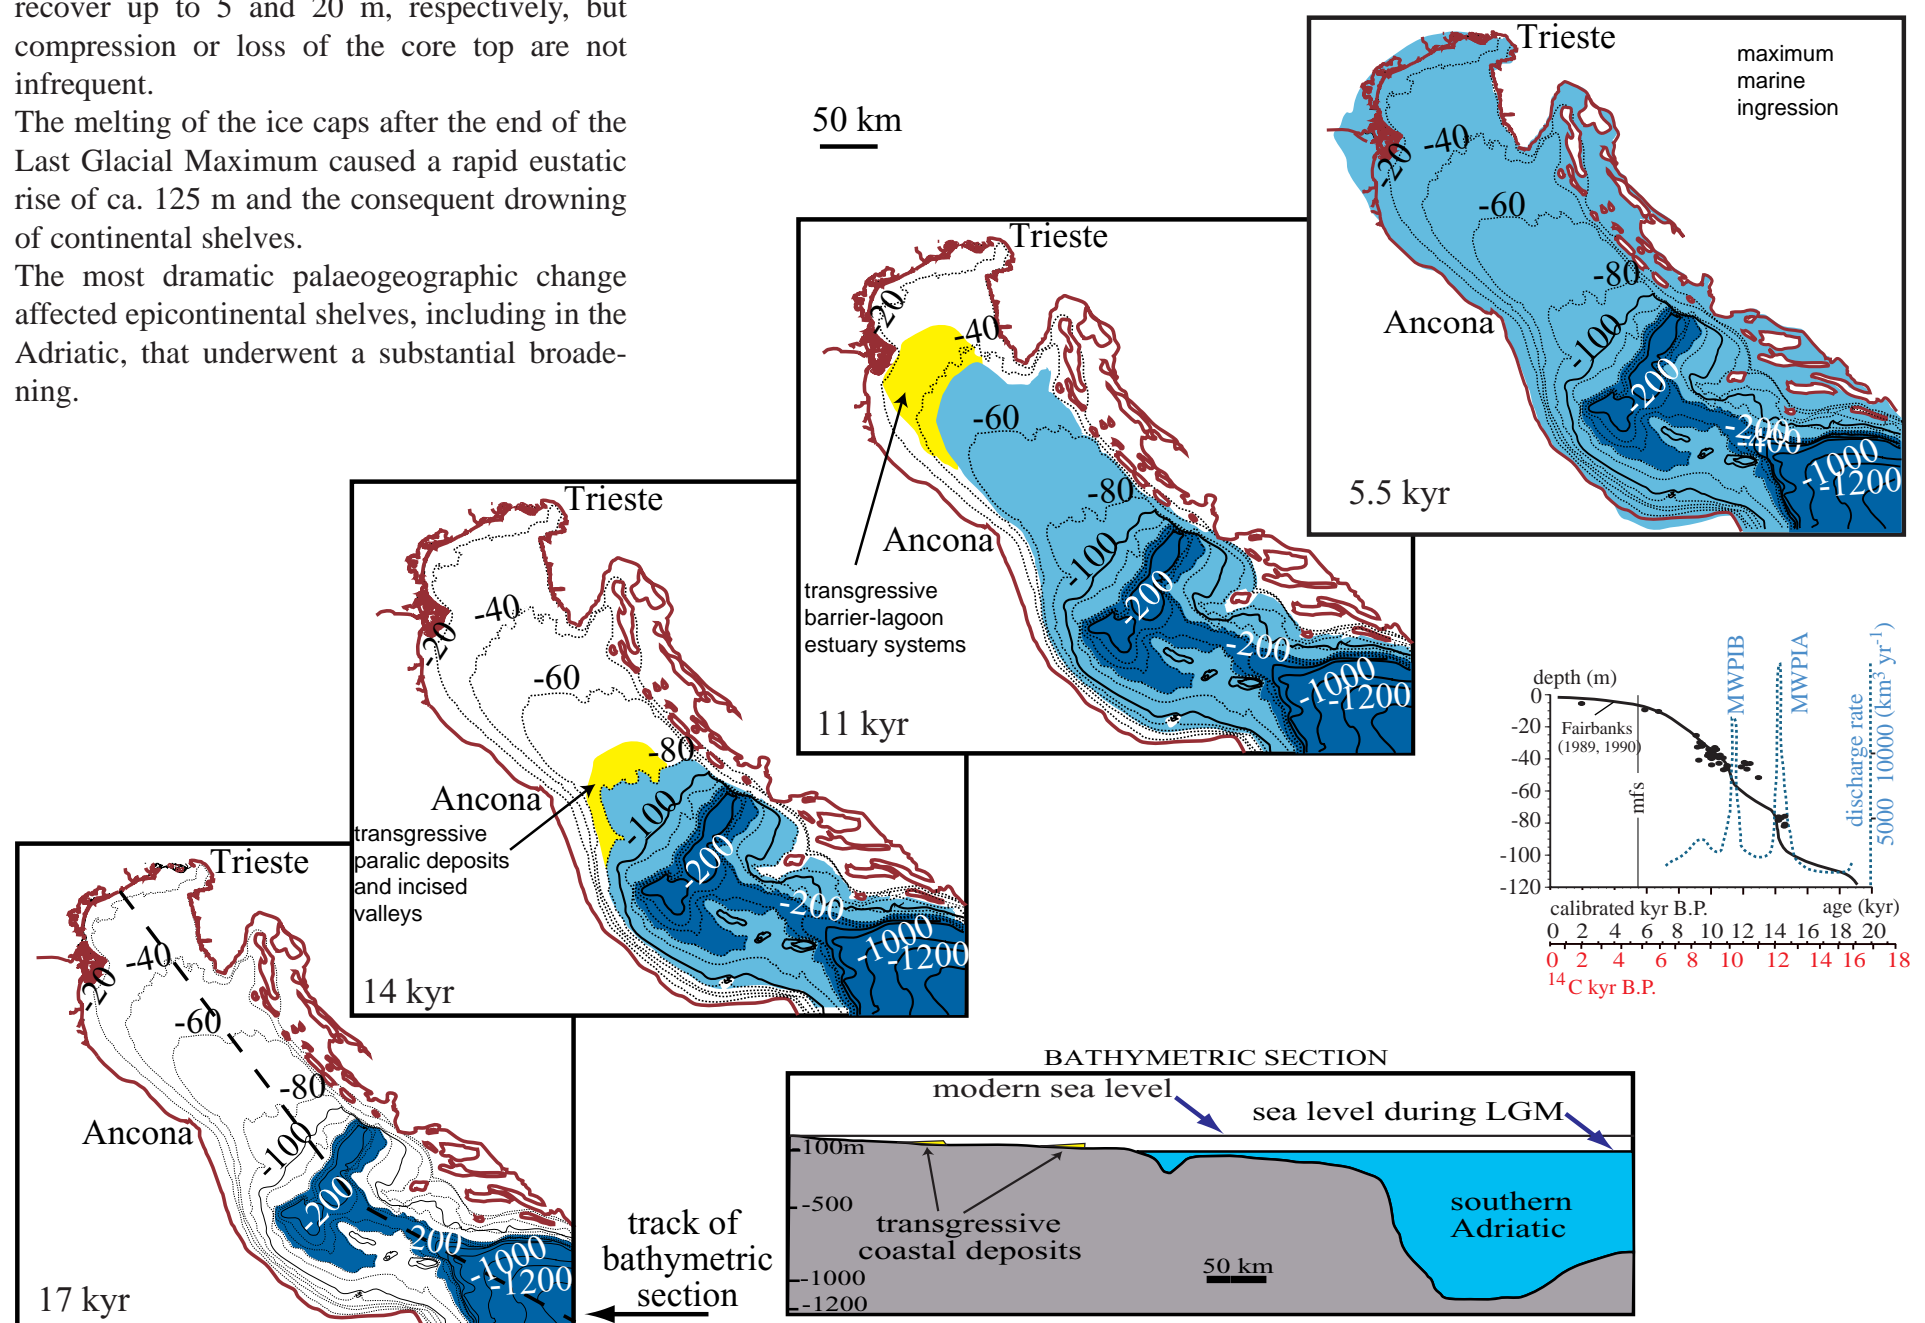 recover up to 5 and 20 m, respectively, but
compression or loss of the core top are not
infrequent.
The melting of the ice caps after the end of the
Last Glacial Maximum caused a rapid eustatic
rise of ca. 125 m and the consequent drowning
of continental shelves.
The most dramatic palaeogeographic change
affected epicontinental shelves, including in the
Adriatic, that underwent a substantial broade-
ning.
50 km
Trieste
maximum
marine
ingression
-20
-40
-60
-80
Ancona
-100
-200
-200
-400
-1000
-1200
5.5 kyr
Trieste
-20
-40
-60
-80
Ancona
-100
-200
-200
-1000
-1200
transgressive
barrier-lagoon
estuary systems
11 kyr
Trieste
-40
-20
-60
-80
Ancona
-100
-200
-200
-1000
-1200
transgressive
paralic deposits
and incised
valleys
14 kyr
Trieste
-40
-20
-60
-80
Ancona
-100
-200
200
-1000
-1200
17 kyr
track of
bathymetric
section
depth (m)
0
-20
-40
-60
-80
-100
-120
Fairbanks
(1989, 1990)
mfs
MWPIB
MWPIA
discharge rate
5000 10000 (km³ yr⁻¹)
calibrated kyr B.P.
age (kyr)
0 2 4 6 8 10 12 14 16 18 20
0 2 4 6 8 10 12 14 16 18
¹⁴C kyr B.P.
BATHYMETRIC SECTION
modern sea level
sea level during LGM
-100m
-500
-1000
-1200
transgressive
coastal deposits
50 km
southern
Adriatic